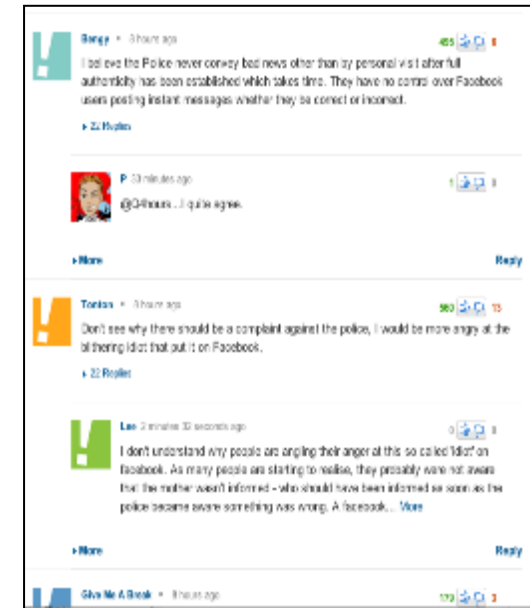 Bengy • 8 hours ago
I believe the Police never convey bad news other than by personal visit after full
authenticity has been established which takes time. They have no control over Facebook
users posting instant messages whether they be correct or incorrect.
22 Replies
P 33 minutes ago
@04hours...I quite agree.
1
More Reply
Tontan • 8 hours ago
13
Don't see why there should be a complaint against the police, I would be more angry at the
blithering idiot that put it on Facebook.
22 Replies
Lee 2 minutes 32 seconds ago
0
I don't understand why people are angling their anger at this so called 'idiot' on
facebook. As many people are starting to realise, they probably were not aware
that the mother wasn't informed - who should have been informed as soon as the
police became aware something was wrong. A facebook... More
More Reply
Give Me A Break • 8 hours ago